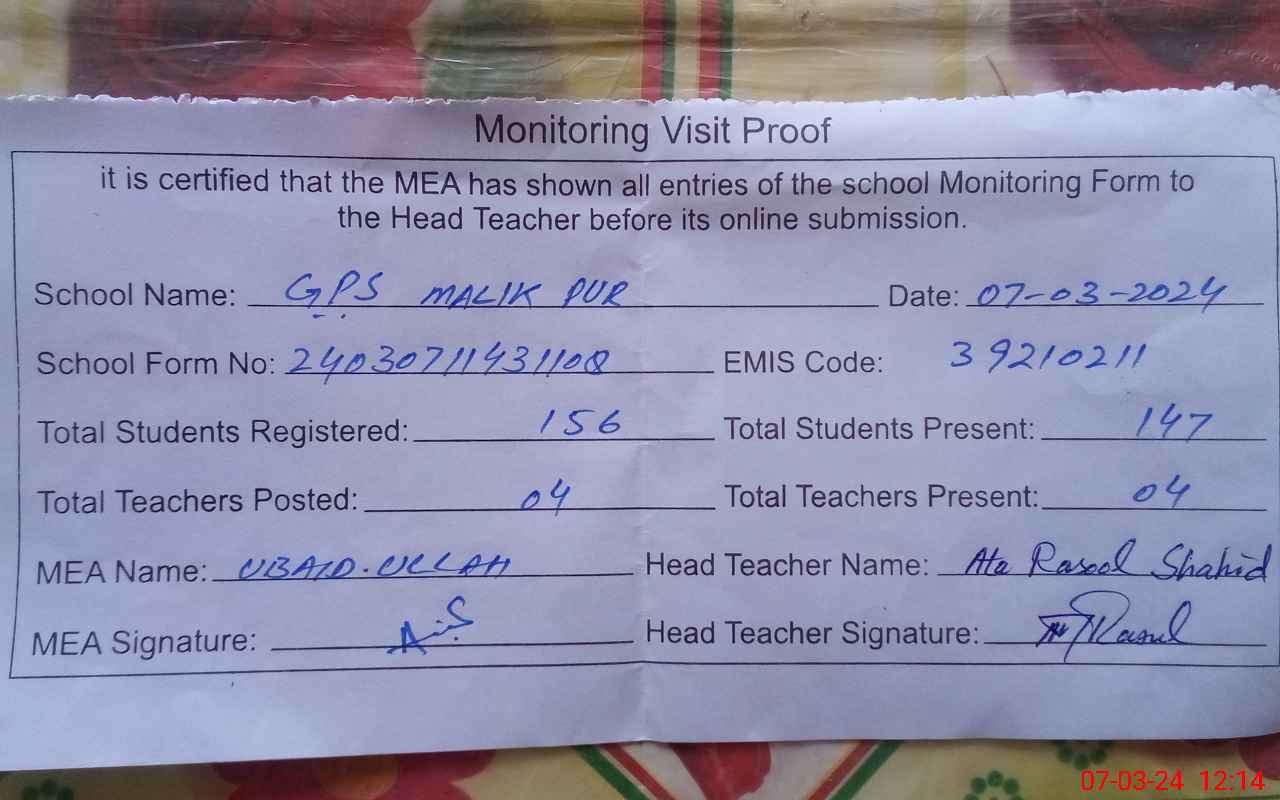 Monitoring Visit Proof
it is certified that the MEA has shown all entries of the school Monitoring Form to
the Head Teacher before its online submission.
School Name: GPS MALIK PUR Date: 07-03-2024
School Form No: 24030711431108 EMIS Code: 39210211
Total Students Registered: 156 Total Students Present: 147
Total Teachers Posted: 04 Total Teachers Present: 04
MEA Name: UBAID.ULLAH Head Teacher Name: Ata Rasool Shahid
MEA Signature: Head Teacher Signature:
07-03-24 12:14